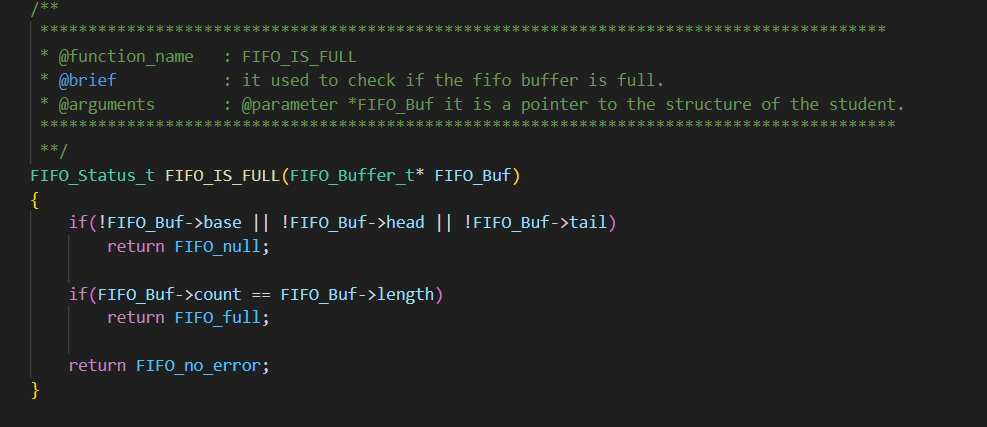 /**
****************************************************************************************
* @function_name   : FIFO_IS_FULL
* @brief           : it used to check if the fifo buffer is full.
* @arguments       : @parameter *FIFO_Buf it is a pointer to the structure of the student.
*****************************************************************************************
**/
FIFO_Status_t FIFO_IS_FULL(FIFO_Buffer_t* FIFO_Buf)
{
    if(!FIFO_Buf->base || !FIFO_Buf->head || !FIFO_Buf->tail)
        return FIFO_null;
    if(FIFO_Buf->count == FIFO_Buf->length)
        return FIFO_full;
    return FIFO_no_error;
}